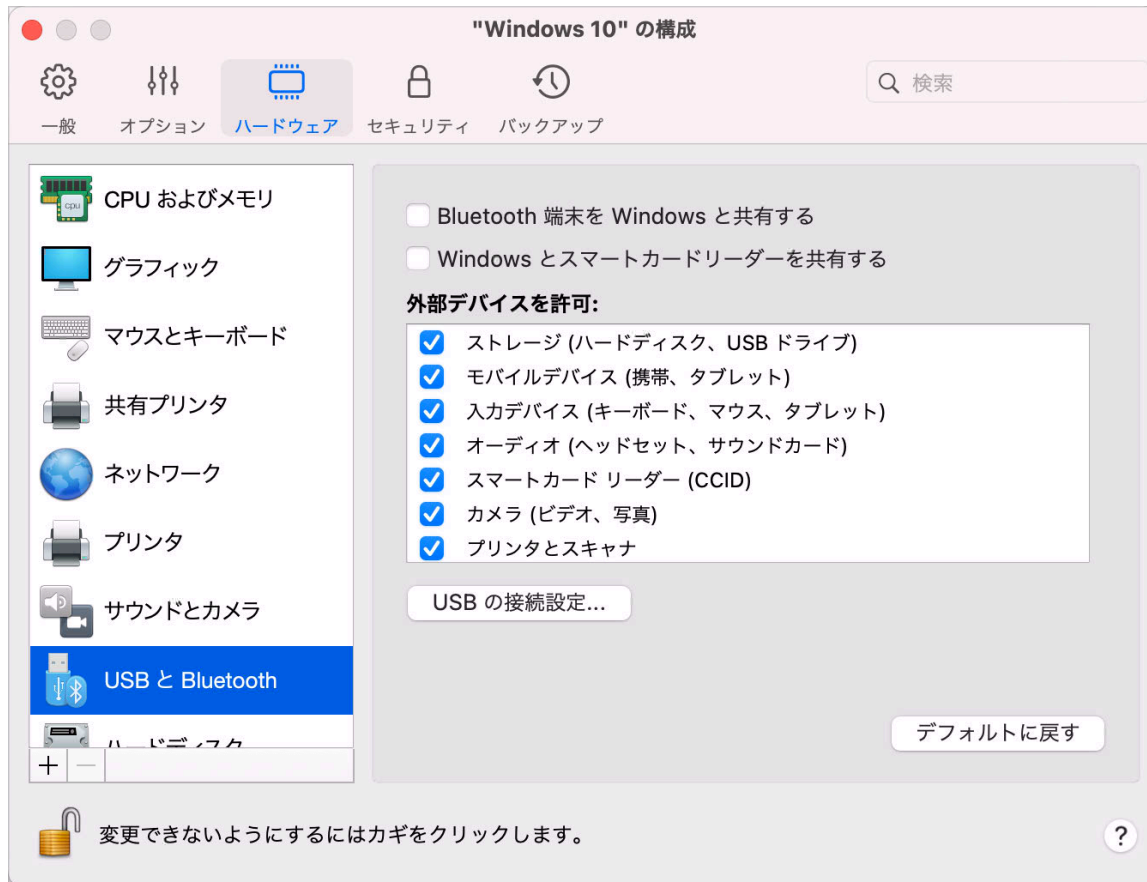 "Windows 10" の構成
一般
オプション
ハードウェア
セキュリティ
バックアップ
検索
CPU およびメモリ
グラフィック
マウスとキーボード
共有プリンタ
ネットワーク
プリンタ
サウンドとカメラ
USB と Bluetooth
ハードディスク
Bluetooth 端末を Windows と共有する
Windows とスマートカードリーダーを共有する
外部デバイスを許可:
ストレージ (ハードディスク、USB ドライブ)
モバイルデバイス (携帯、タブレット)
入力デバイス (キーボード、マウス、タブレット)
オーディオ (ヘッドセット、サウンドカード)
スマートカード リーダー (CCID)
カメラ (ビデオ、写真)
プリンタとスキャナ
USB の接続設定...
デフォルトに戻す
変更できないようにするにはカギをクリックします。
?